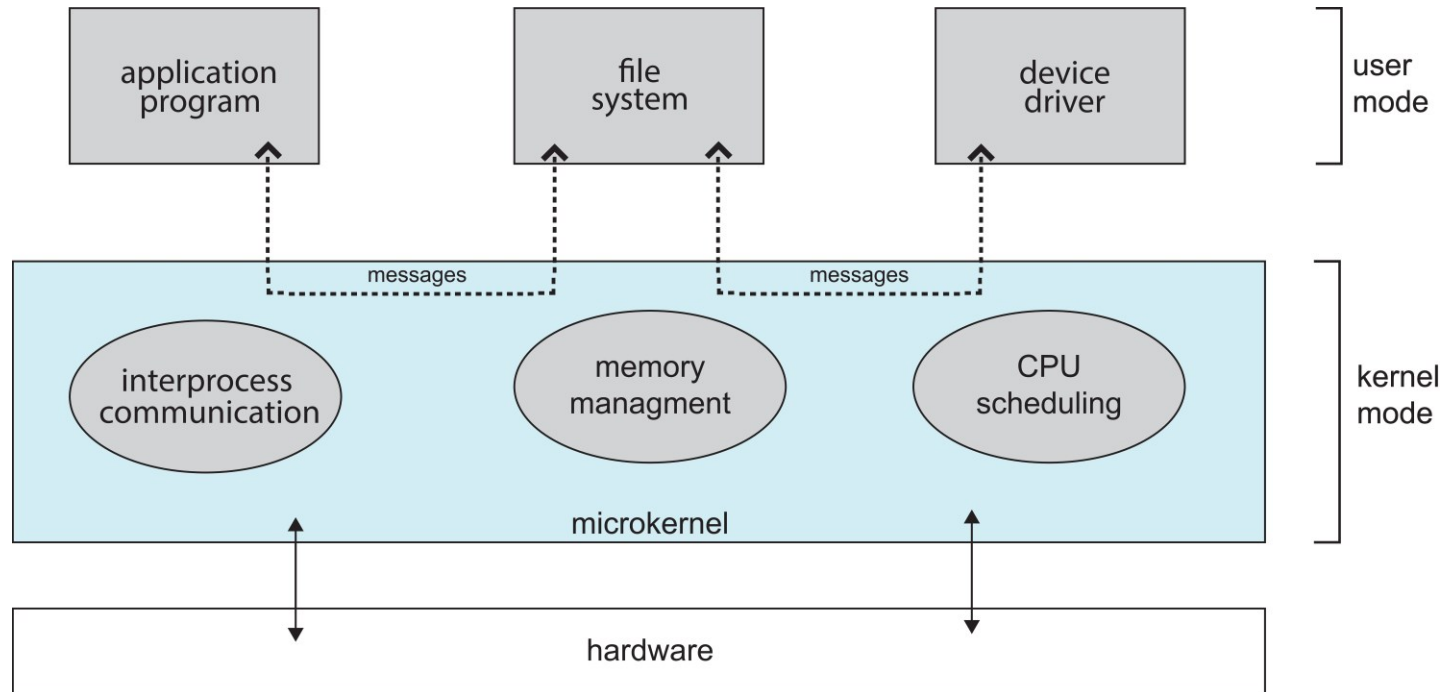 application
program
file
system
device
driver
user
mode
messages
messages
interprocess
communication
memory
managment
CPU
scheduling
kernel
mode
microkernel
hardware